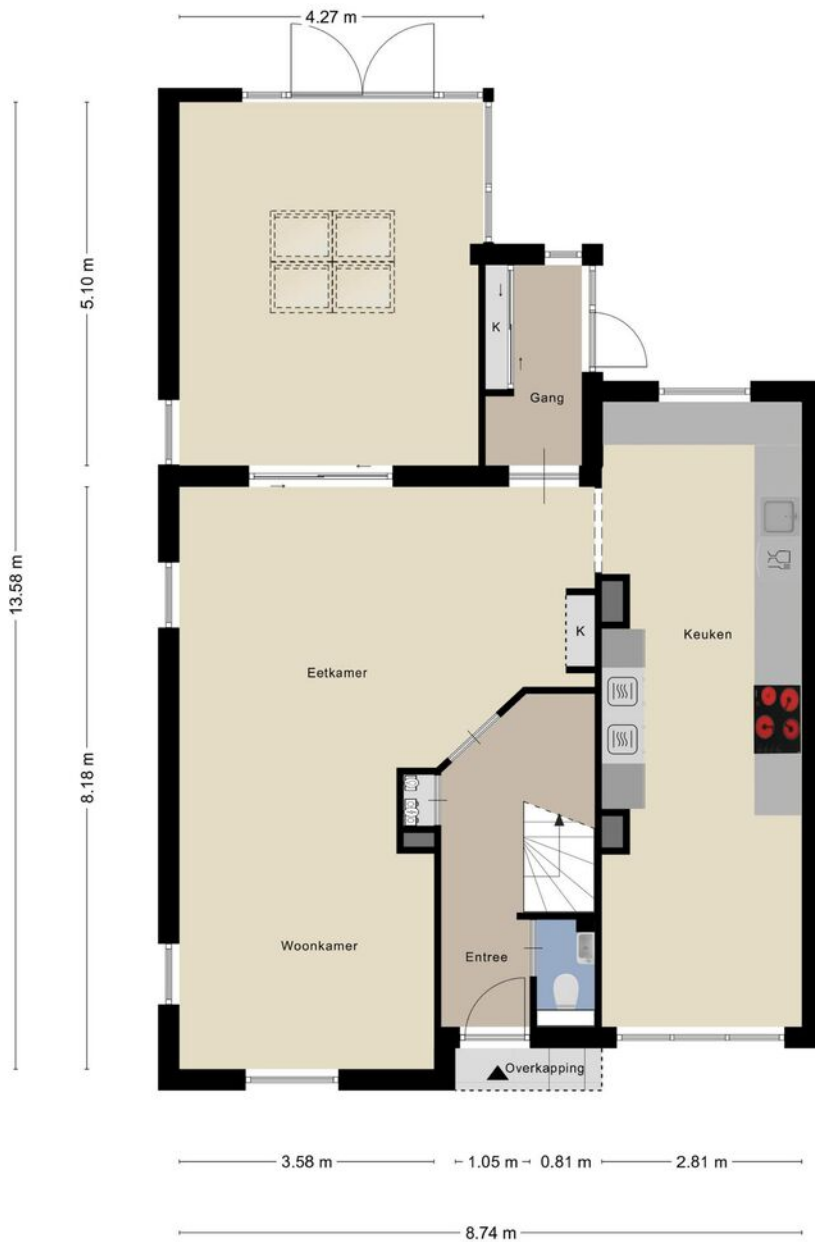 4.27 m
5.10 m
K
Gang
13.58 m
K
Keuken
Eetkamer
8.18 m
Woonkamer
Entree
Overkapping
3.58 m
1.05 m
0.81 m
2.81 m
8.74 m